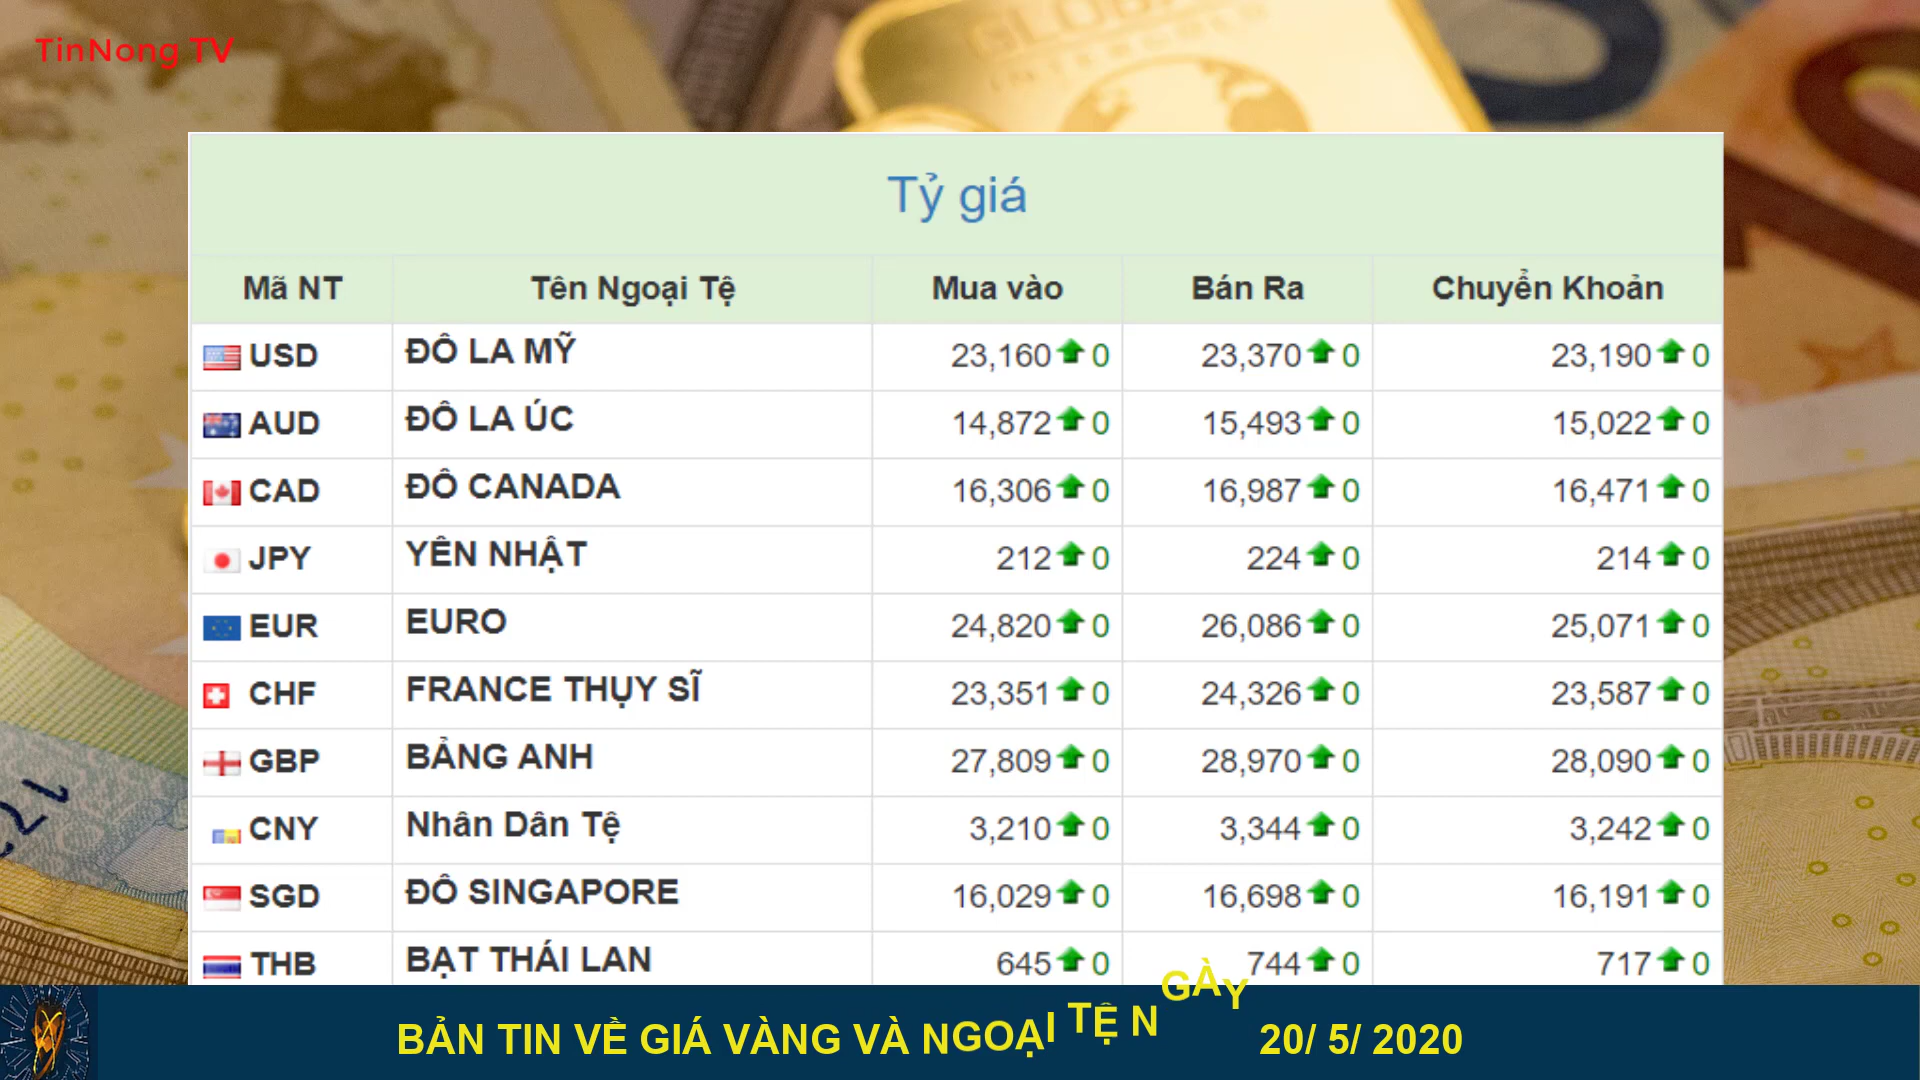 TinNong TV
Tỷ giá
Mã NT Tên Ngoại Tệ Mua vào Bán Ra Chuyển Khoản
USD ĐÔ LA MỸ 23,160 0 23,370 0 23,190 0
AUD ĐÔ LA ÚC 14,872 0 15,493 0 15,022 0
CAD ĐÔ CANADA 16,306 0 16,987 0 16,471 0
JPY YÊN NHẬT 212 0 224 0 214 0
EUR EURO 24,820 0 26,086 0 25,071 0
CHF FRANCE THỤY SĨ 23,351 0 24,326 0 23,587 0
GBP BẢNG ANH 27,809 0 28,970 0 28,090 0
CNY Nhân Dân Tệ 3,210 0 3,344 0 3,242 0
SGD ĐÔ SINGAPORE 16,029 0 16,698 0 16,191 0
THB BẠT THÁI LAN 645 0 744 0 717 0
BẢN TIN VỀ GIÁ VÀNG VÀ NGOẠI TỆ NGÀY 20/ 5/ 2020